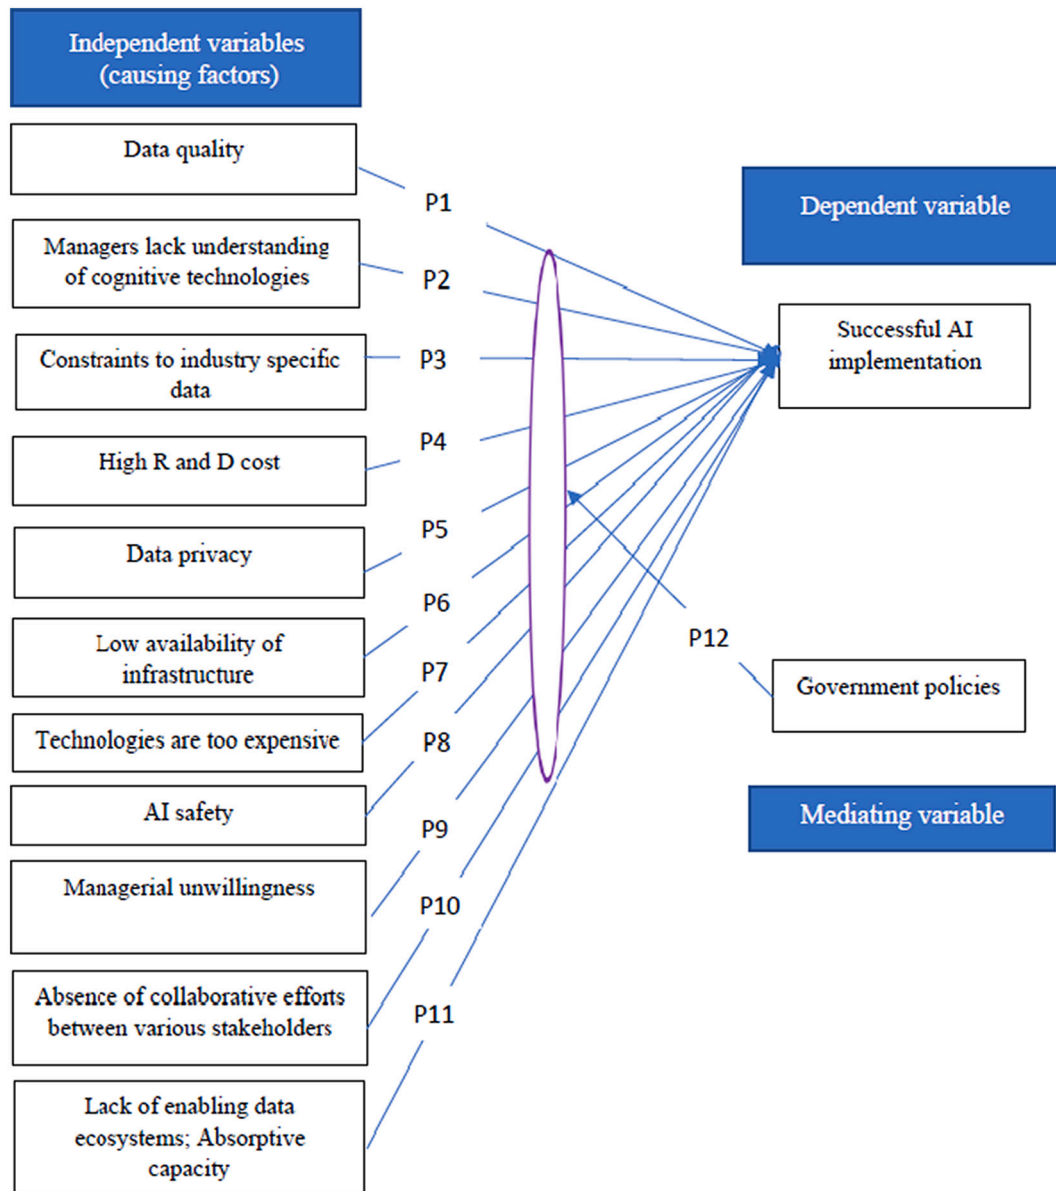 Independent variables
(causing factors)
Data quality
Managers lack understanding
of cognitive technologies
Constraints to industry specific
data
High R and D cost
Data privacy
Low availability of
infrastructure
Technologies are too expensive
AI safety
Managerial unwillingness
Absence of collaborative efforts
between various stakeholders
Lack of enabling data
ecosystems; Absorptive
capacity
P1
P2
P3
P4
P5
P6
P7
P8
P9
P10
P11
Dependent variable
Successful AI
implementation
P12
Government policies
Mediating variable